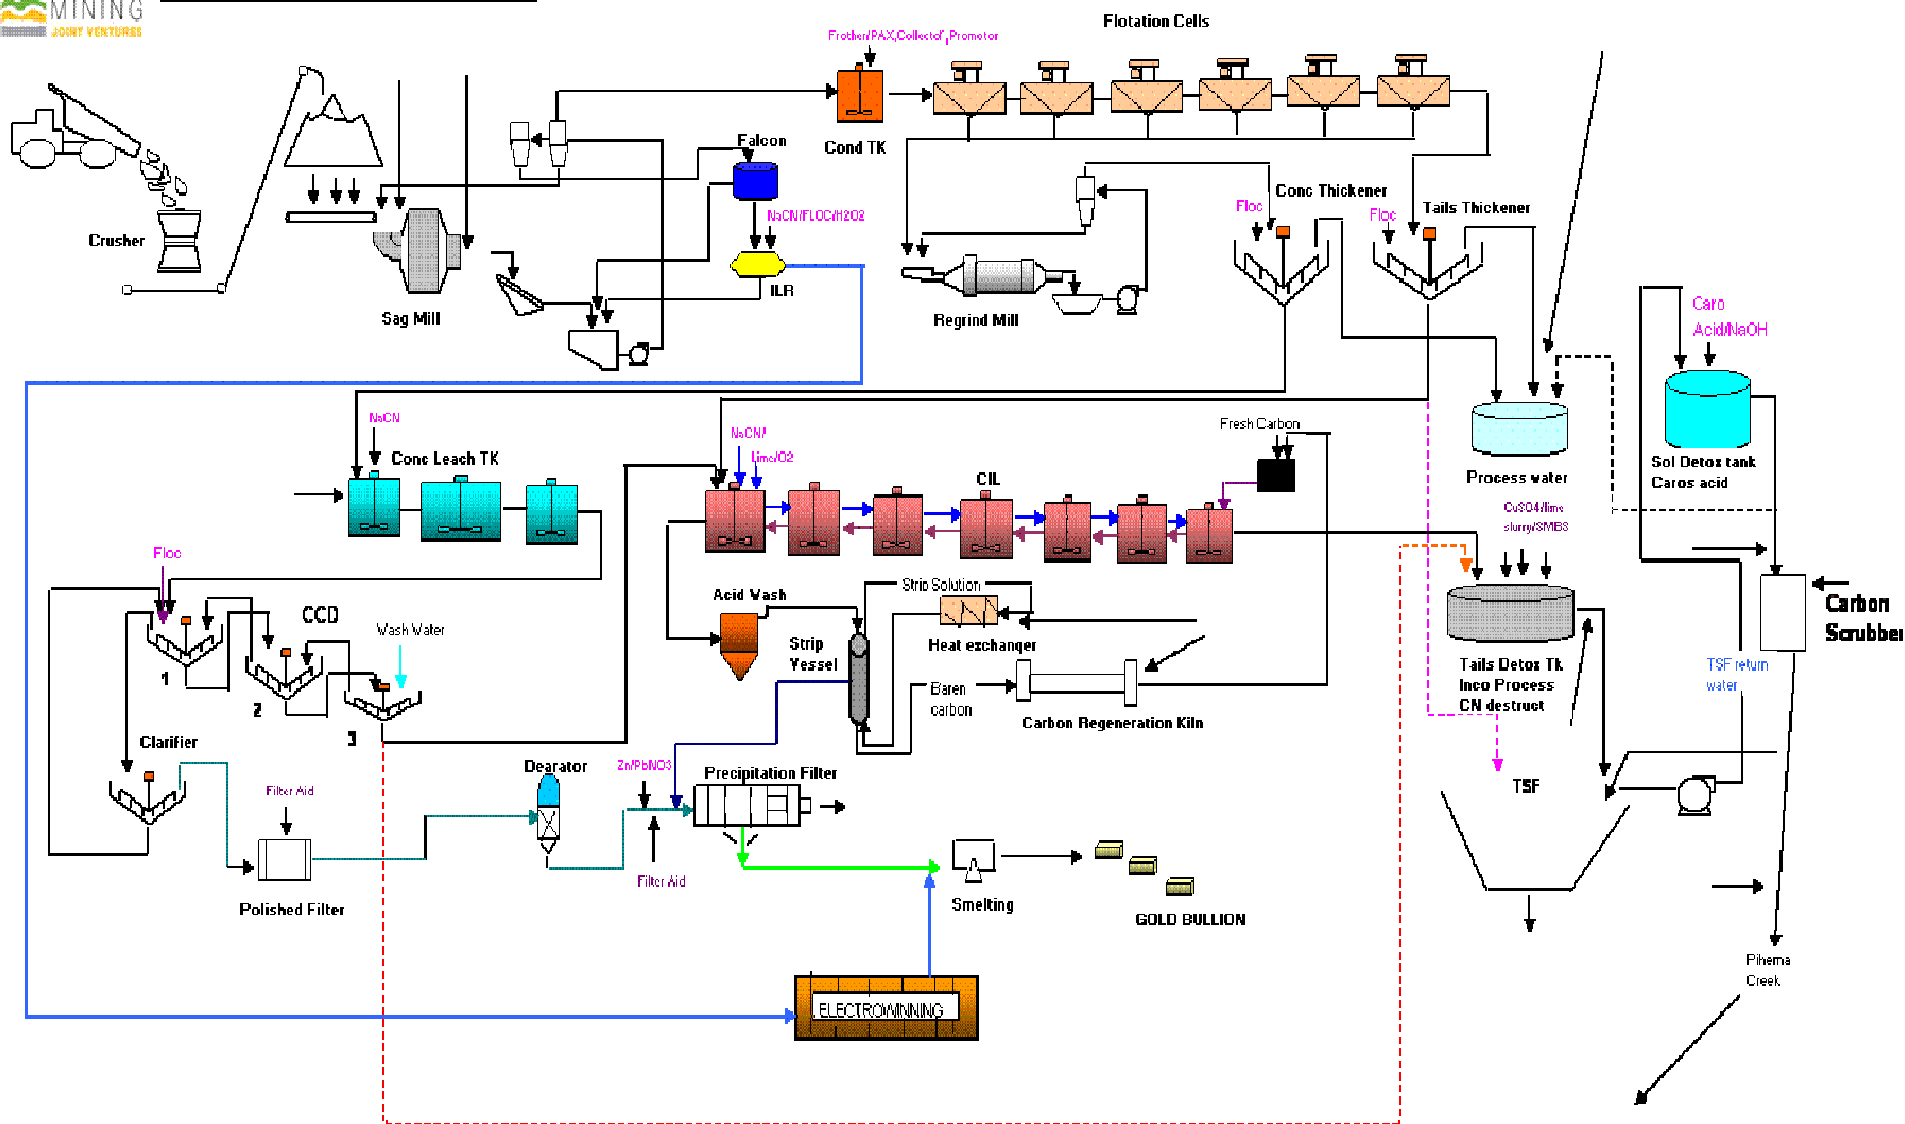 MINING
JOINT VENTURES
Flotation Cells
Frother/PAX,Collector,Promoter
Falcon
Cond TK
Conc Thickener
Floc
Tails Thickener
Floc
NaCN/FLOC/H2O2
Crusher
ILR
Sag Mill
Regrind Mill
Caro
Acid/NaOH
NaCN
Fresh Carbon
NaCN/
Lime/O2
Conc Leach TK
CIL
Process water
Sol Detox tank
Caros acid
CuSO4/lime
slurry/SMBS
Floc
CCD
Wash Water
Acid Wash
Strip Solution
Strip
Vessel
Heat exchanger
Carbon
Scrubber
1
2
3
Baren
carbon
Carbon Regeneration Kiln
Tails Detox Tk
Inco Process
CN destruct
TSF return
water
Clarifier
Dearator
Zn/PbNO3
Precipitation Filter
TSF
Filter Aid
Filter Aid
Polished Filter
Smelting
GOLD BULLION
Pihema
Creek
ELECTROWINNING